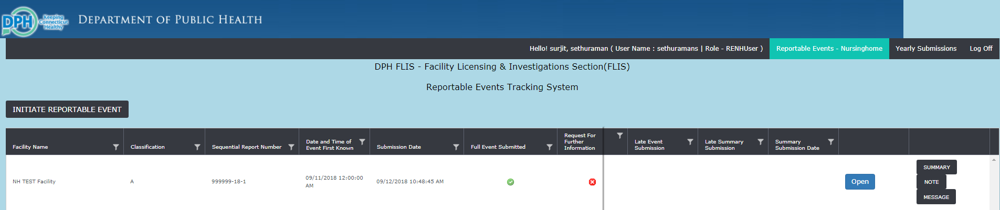 DPH Keeping
Connecticut
Healthy
DEPARTMENT OF PUBLIC HEALTH
Hello! surjit, sethuraman ( User Name : sethuramans | Role - RENHUser ) Reportable Events - Nursinghome Yearly Submissions Log Off
DPH FLIS - Facility Licensing & Investigations Section(FLIS)
Reportable Events Tracking System
INITIATE REPORTABLE EVENT
Facility Name
Classification
Sequential Report Number
Date and Time of
Event First Known
Submission Date
Full Event Submitted
Request For
Further
Information
Late Event
Submission
Late Summary
Submission
Summary
Submission Date
NH TEST Facility
A
999999-18-1
09/11/2018 12:00:00
AM
09/12/2018 10:48:45 AM
Open
SUMMARY
NOTE
MESSAGE